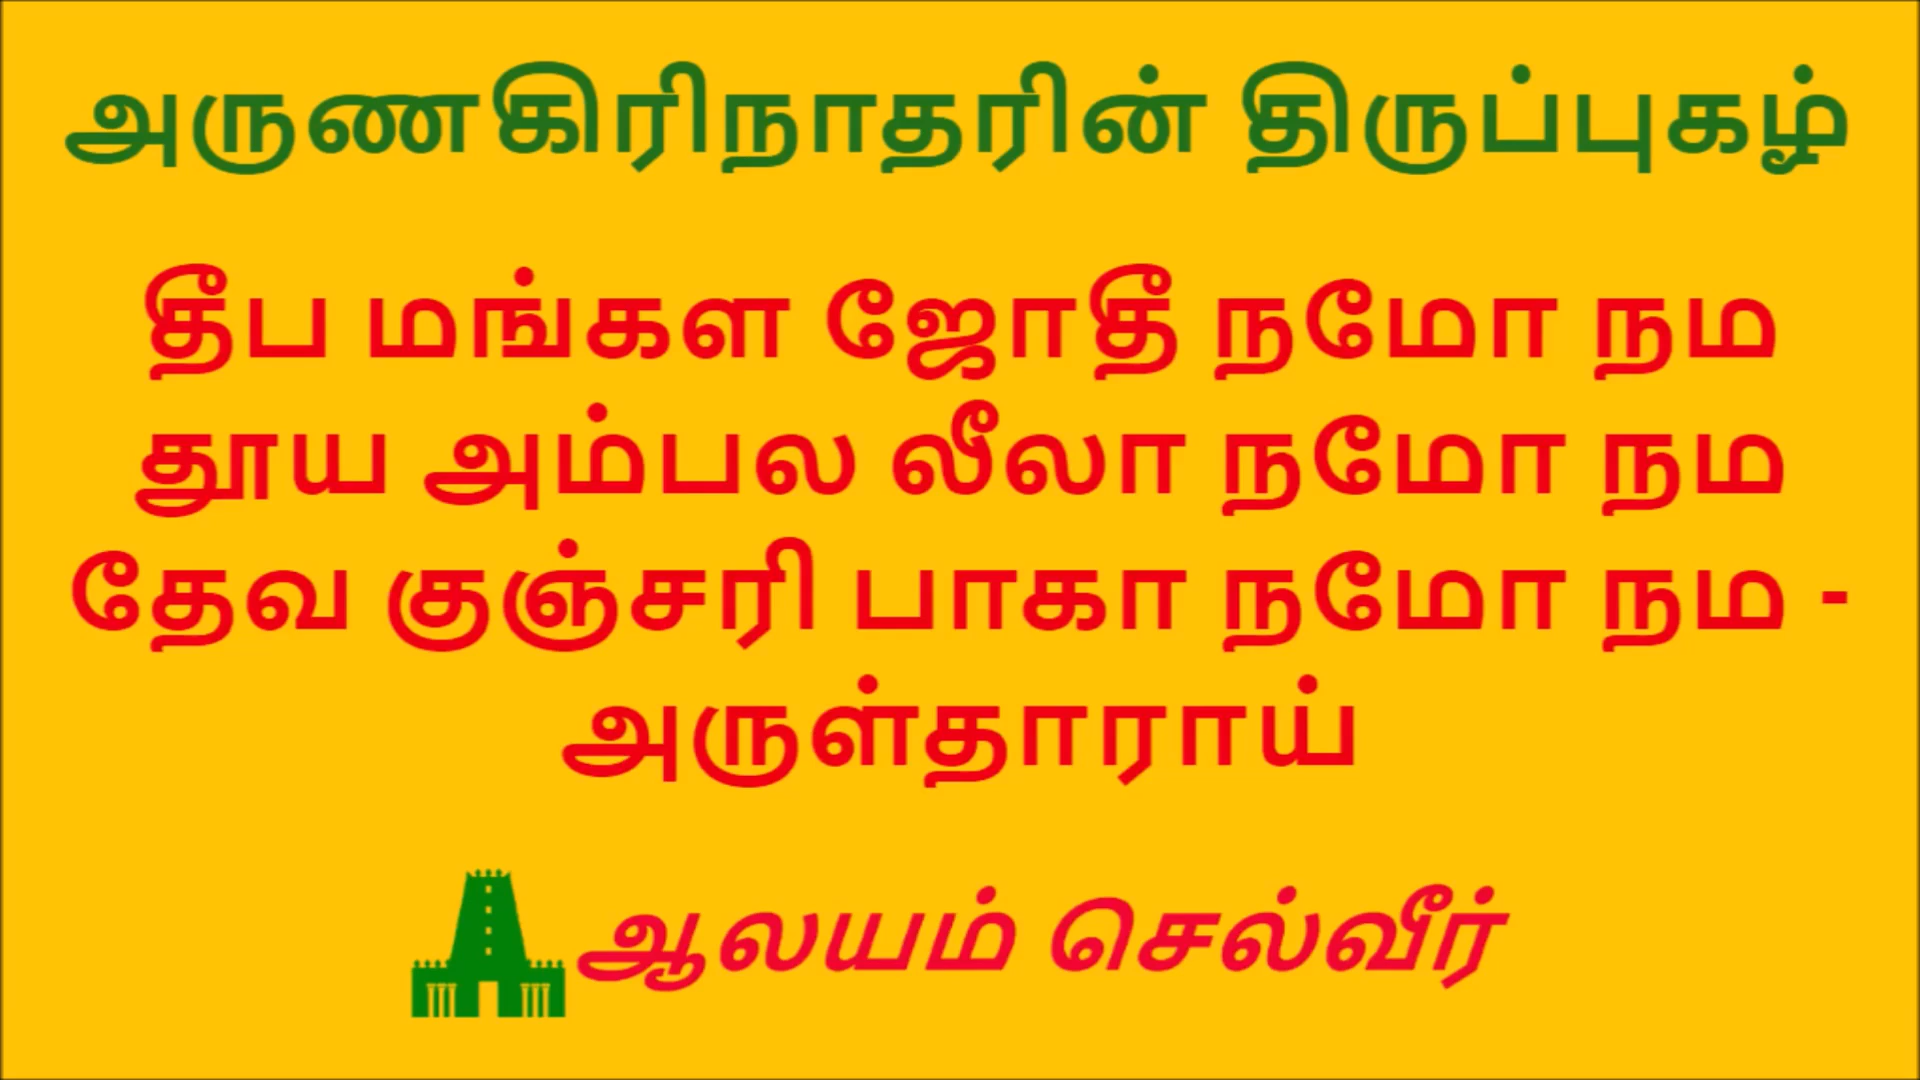 அருணகிரிநாதரின் திருப்புகழ்
தீப மங்கள ஜோதீ நமோ நம
தூய அம்பல லீலா நமோ நம
தேவ குஞ்சரி பாகா நமோ நம -
அருள்தாராய்
ஆலயம் செல்வீர்